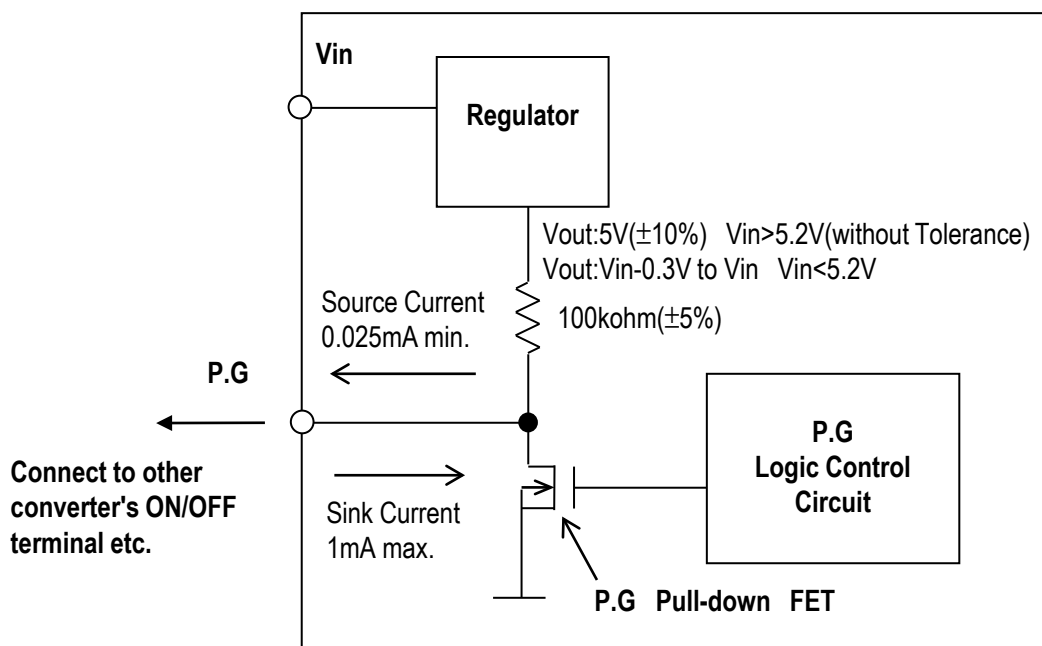 Vin
Regulator
Vout:5V(±10%) Vin>5.2V(without Tolerance)
Vout:Vin-0.3V to Vin Vin<5.2V
Source Current
0.025mA min.
100kohm(±5%)
P.G
Connect to other
converter's ON/OFF
terminal etc.
Sink Current
1mA max.
P.G
Logic Control
Circuit
P.G Pull-down FET